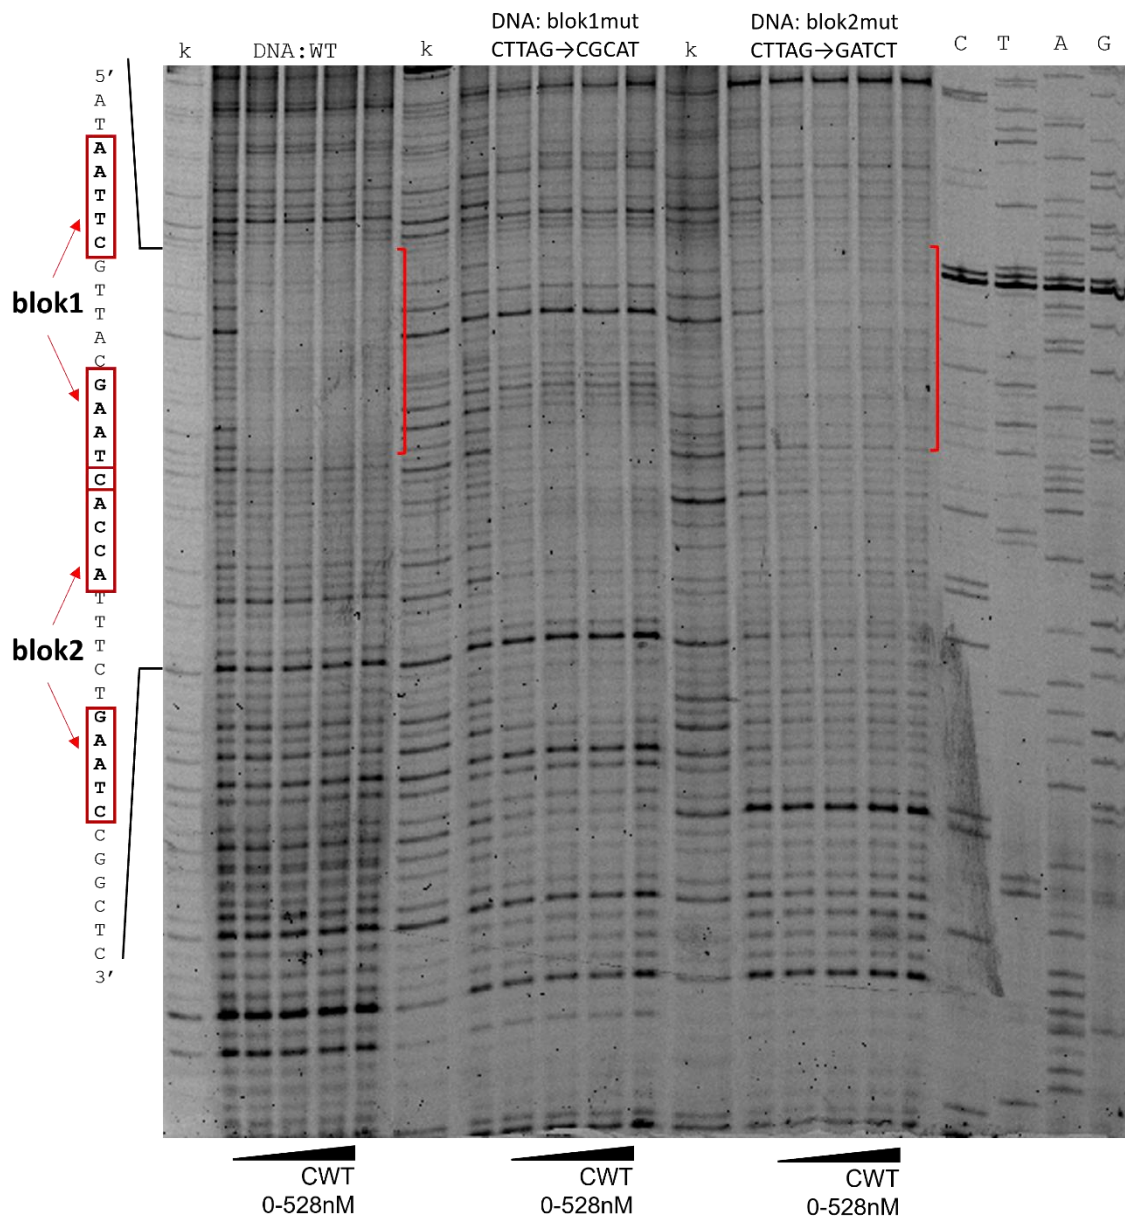 DNA: blok1mut
DNA: blok2mut
k DNA:WT k CTTAG→CGCAT k CTTAG→GATCT C T A G
5’
A
T
A
A
T
T
C
G
T
T
A
C
G
A
A
T
C
A
C
C
A
T
T
T
C
T
G
A
A
T
C
C
G
G
C
T
C
3’
blok1
blok2
CWT
0-528nM
CWT
0-528nM
CWT
0-528nM